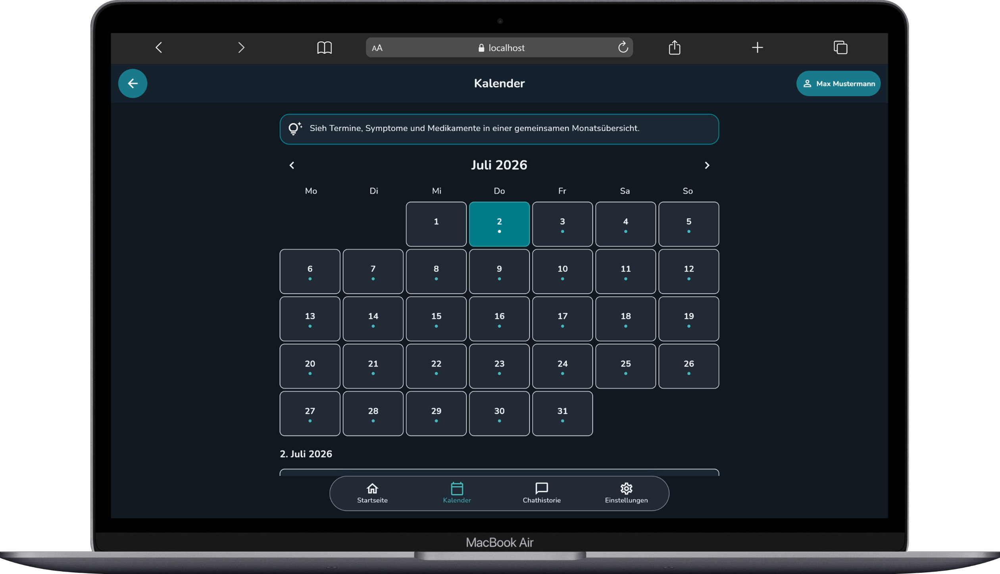 AA localhost
Kalender
Max Mustermann
Sieh Termine, Symptome und Medikamente in einer gemeinsamen Monatsübersicht.
Juli 2026
Mo Di Mi Do Fr Sa So
1 2 3 4 5
6 7 8 9 10 11 12
13 14 15 16 17 18 19
20 21 22 23 24 25 26
27 28 29 30 31
2. Juli 2026
Startseite Kalender Chathistorie Einstellungen
MacBook Air